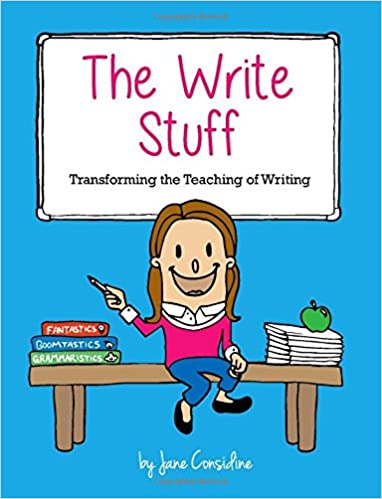 The Write
Stuff
Transforming the Teaching of Writing
FANTASTICS
BOOMTASTICS
GRAMMARISTICS
by Jane Considine